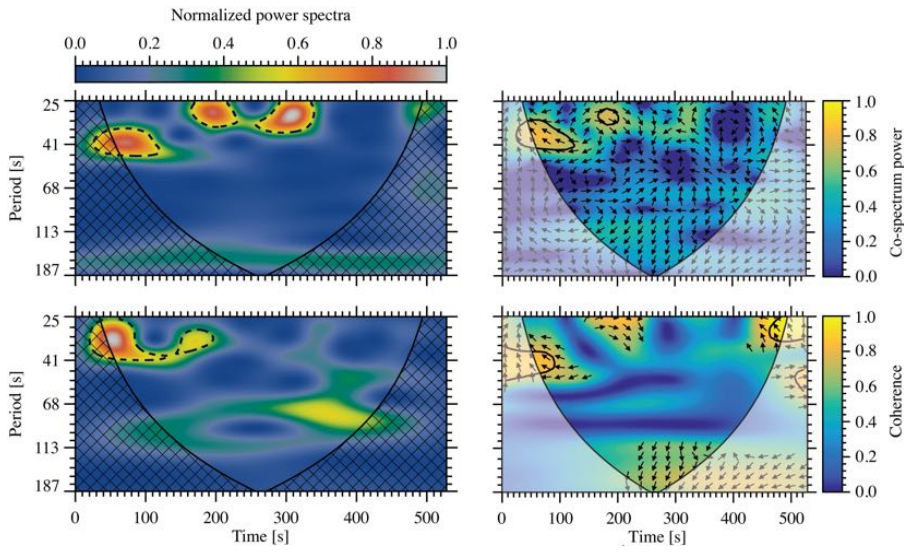 Normalized power spectra
0.0 0.2 0.4 0.6 0.8 1.0
25
41
68
113
187
Period [s]
1.0
0.8
0.6
0.4
0.2
0.0
Co-spectrum power
25
41
68
113
187
Period [s]
0 100 200 300 400 500
Time [s]
0 100 200 300 400 500
Time [s]
1.0
0.8
0.6
0.4
0.2
0.0
Coherence